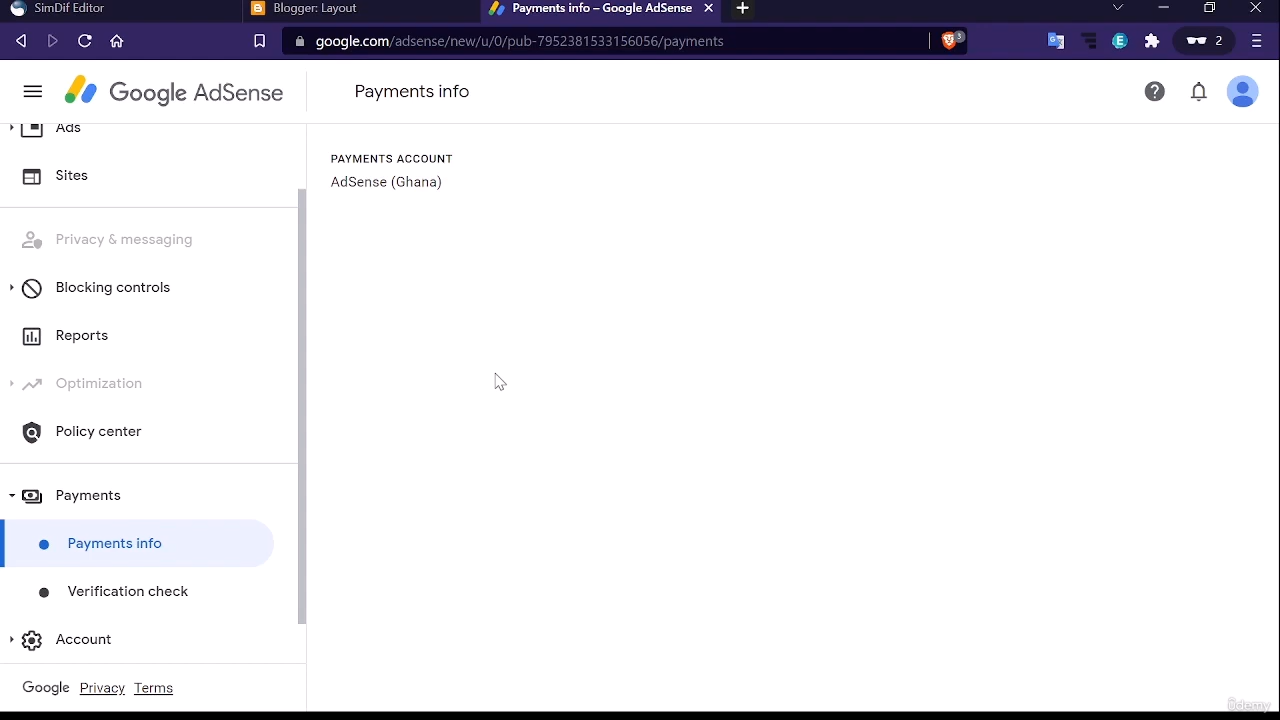 SimDif Editor
Blogger: Layout
Payments info – Google AdSense
google.com/adsense/new/u/0/pub-7952381533156056/payments
3
E
2
Google AdSense
Payments info
Ads
Sites
Privacy & messaging
Blocking controls
Reports
Optimization
Policy center
Payments
Payments info
Verification check
Account
Google Privacy Terms
PAYMENTS ACCOUNT
AdSense (Ghana)
ûdemy